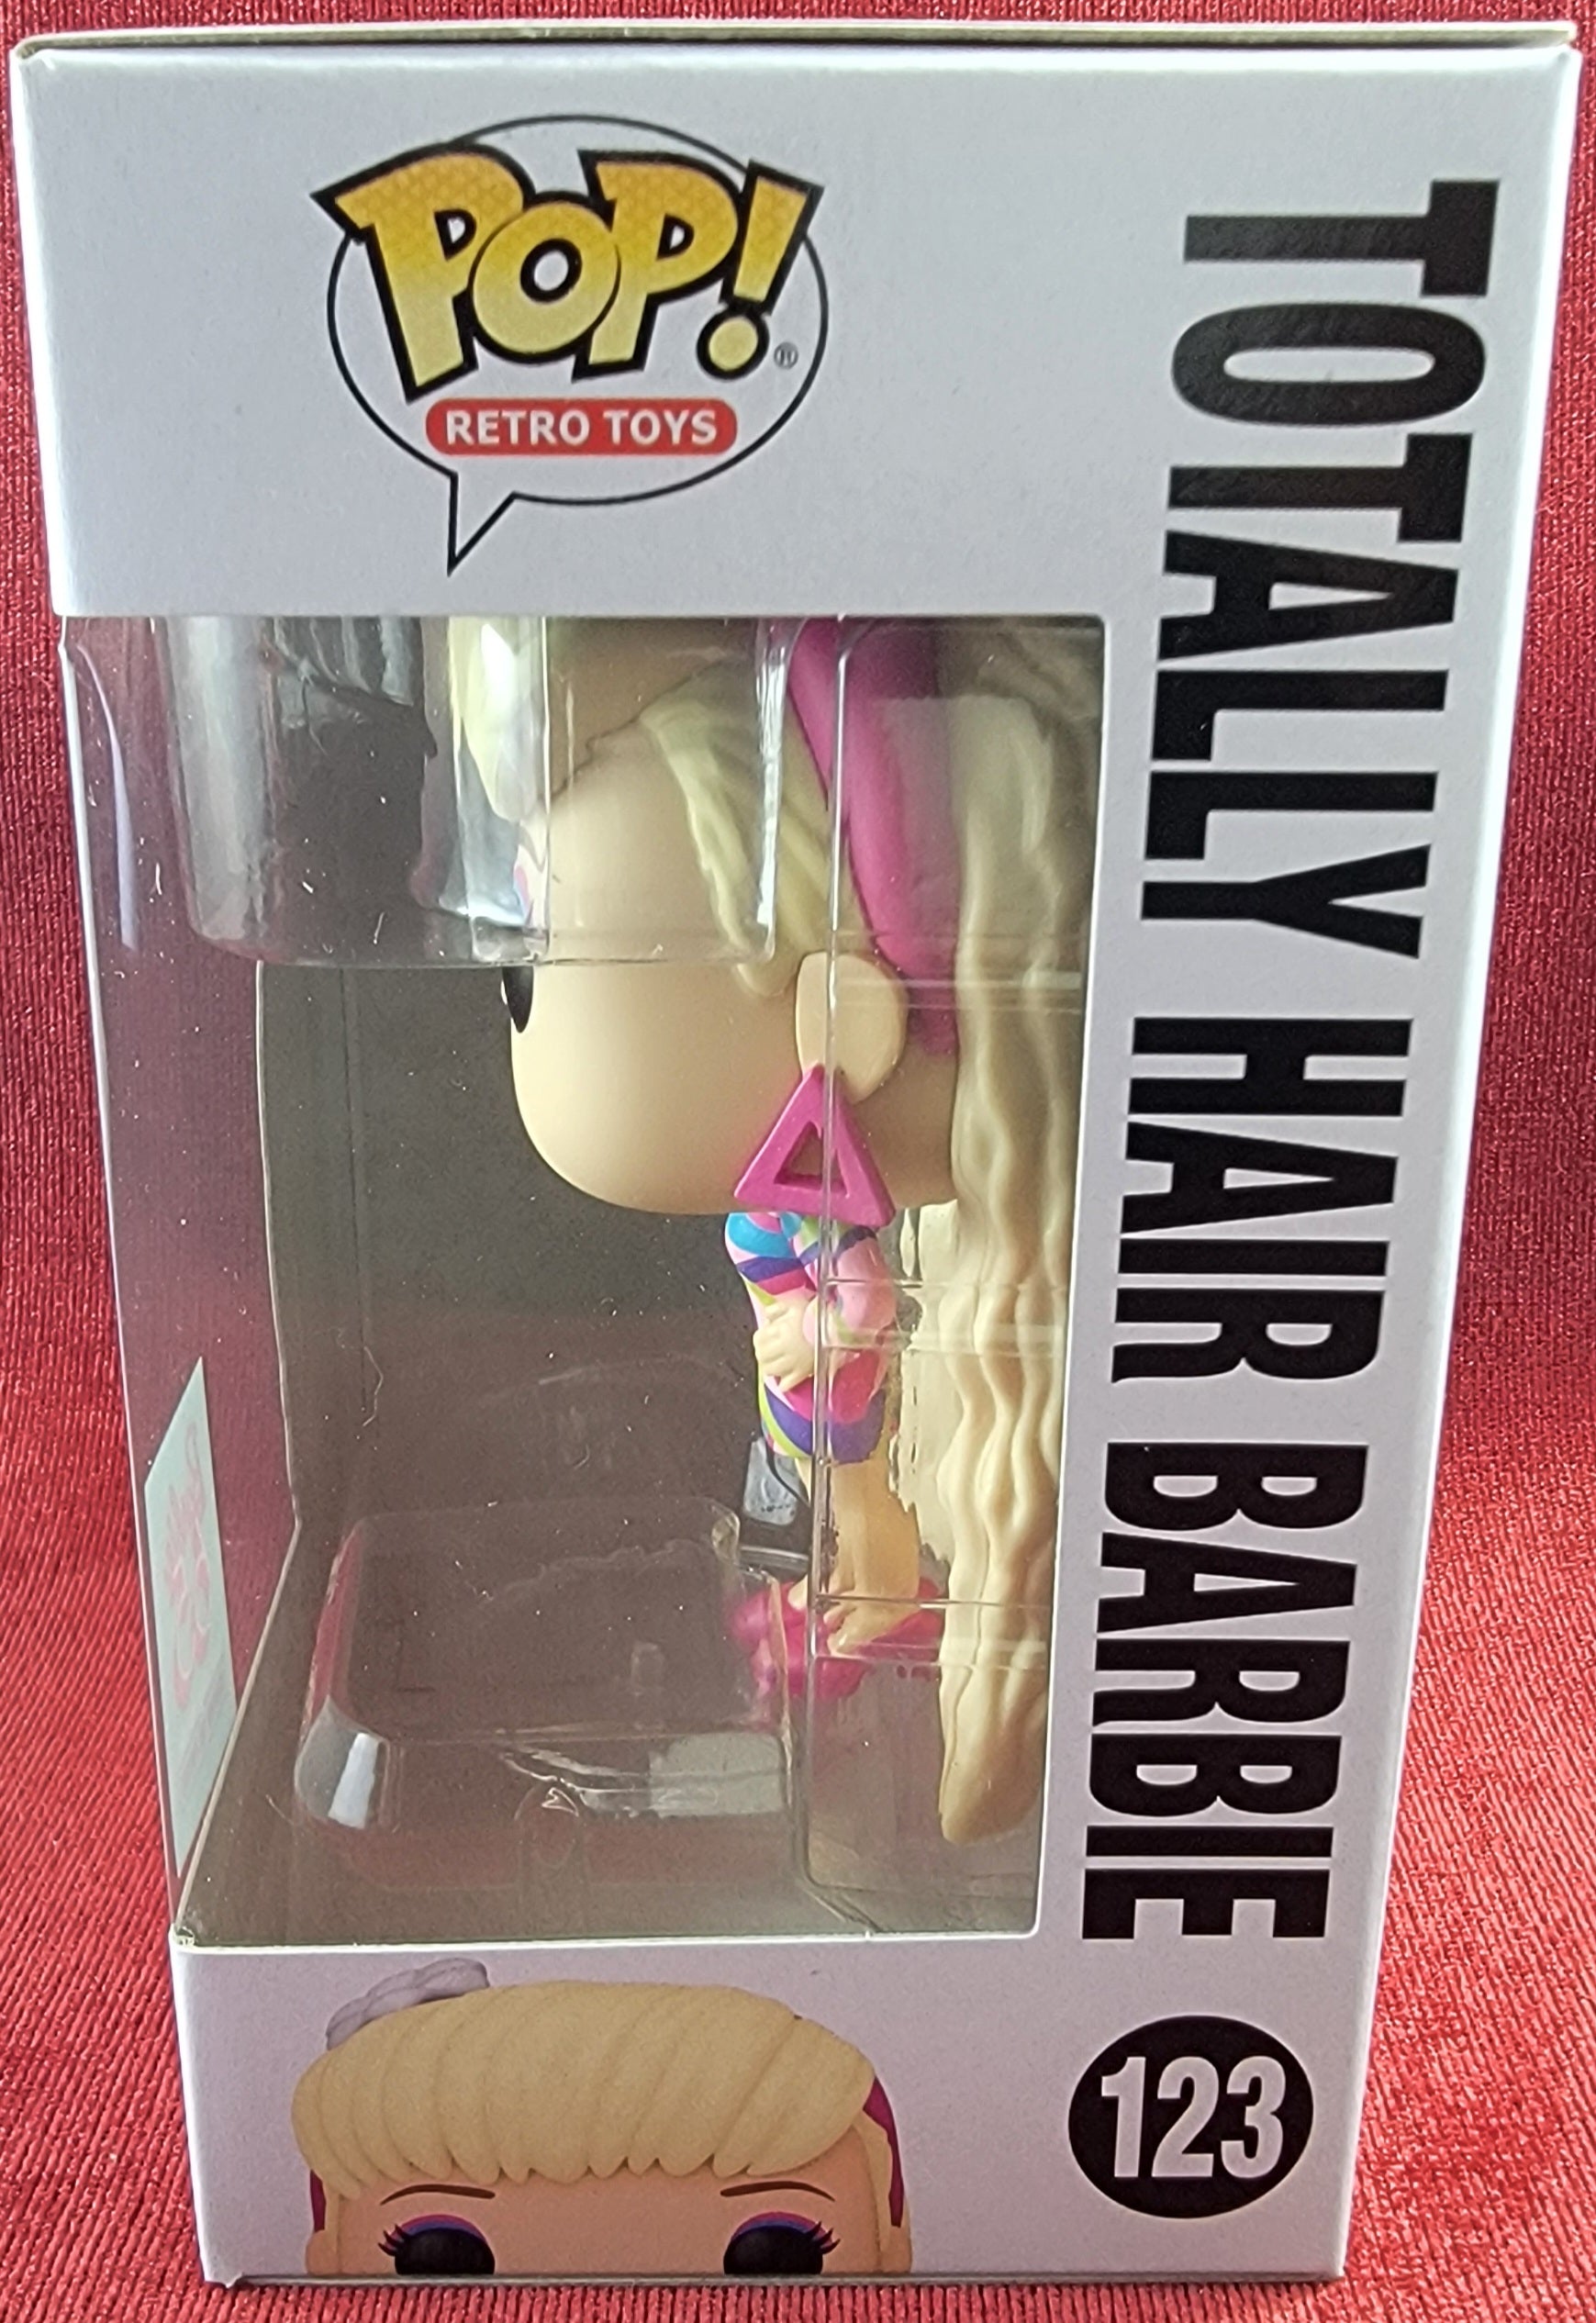 POP!
®
RETRO TOYS
TOTALLY HAIR BARBIE
123